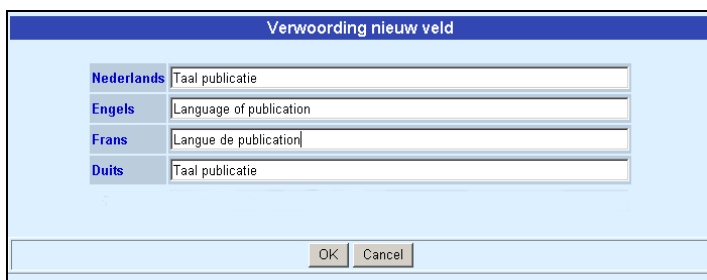 Verwoording nieuw veld
Nederlands Taal publicatie
Engels Language of publication
Frans Langue de publication
Duits Taal publicatie
OK Cancel